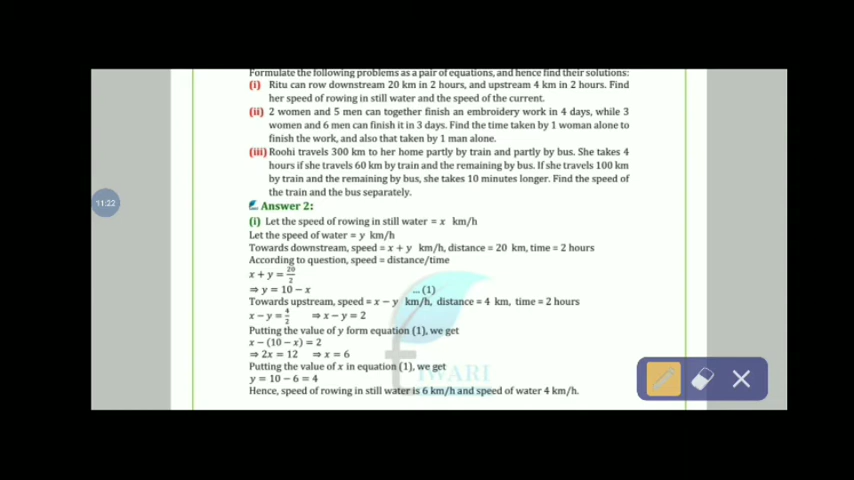 Formulate the following problems as a pair of equations, and hence find their solutions:
(i) Ritu can row downstream 20 km in 2 hours, and upstream 4 km in 2 hours. Find
her speed of rowing in still water and the speed of the current.
(ii) 2 women and 5 men can together finish an embroidery work in 4 days, while 3
women and 6 men can finish it in 3 days. Find the time taken by 1 woman alone to
finish the work, and also that taken by 1 man alone.
(iii) Roohi travels 300 km to her home partly by train and partly by bus. She takes 4
hours if she travels 60 km by train and the remaining by bus. If she travels 100 km
by train and the remaining by bus, she takes 10 minutes longer. Find the speed of
the train and the bus separately.
11:22
Answer 2:
(i) Let the speed of rowing in still water = x km/h
Let the speed of water = y km/h
Towards downstream, speed = x + y km/h, distance = 20 km, time = 2 hours
According to question, speed = distance/time
x + y = 20/2
⇒ y = 10 − x ... (1)
Towards upstream, speed = x − y km/h, distance = 4 km, time = 2 hours
x − y = 4/2 ⇒ x − y = 2
Putting the value of y form equation (1), we get
x − (10 − x) = 2
⇒ 2x = 12 ⇒ x = 6
Putting the value of x in equation (1), we get
y = 10 − 6 = 4
IWARI
Hence, speed of rowing in still water is 6 km/h and speed of water 4 km/h.